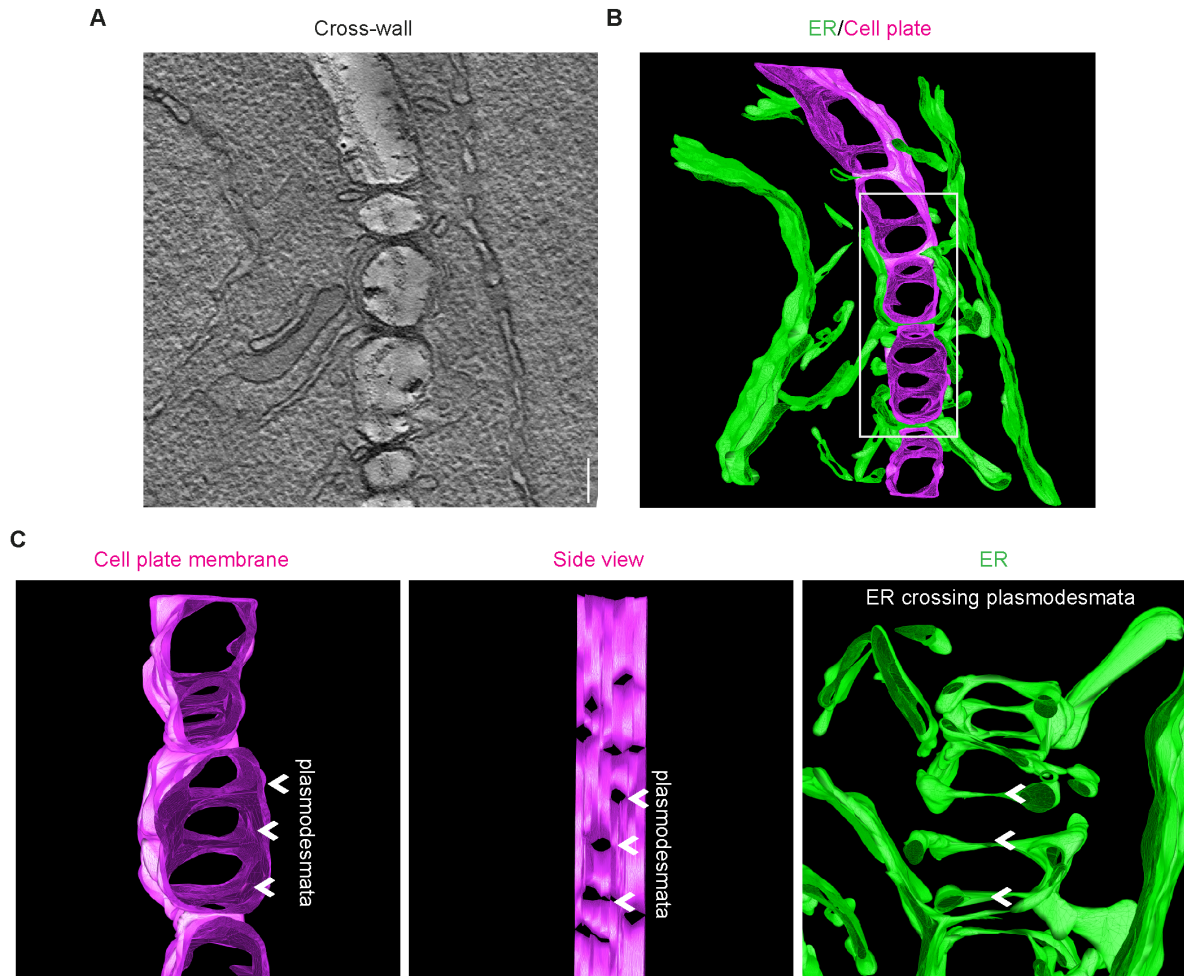 A
Cross-wall
B
ER/Cell plate
C
Cell plate membrane
Side view
ER
ER crossing plasmodesmata
plasmodesmata
plasmodesmata